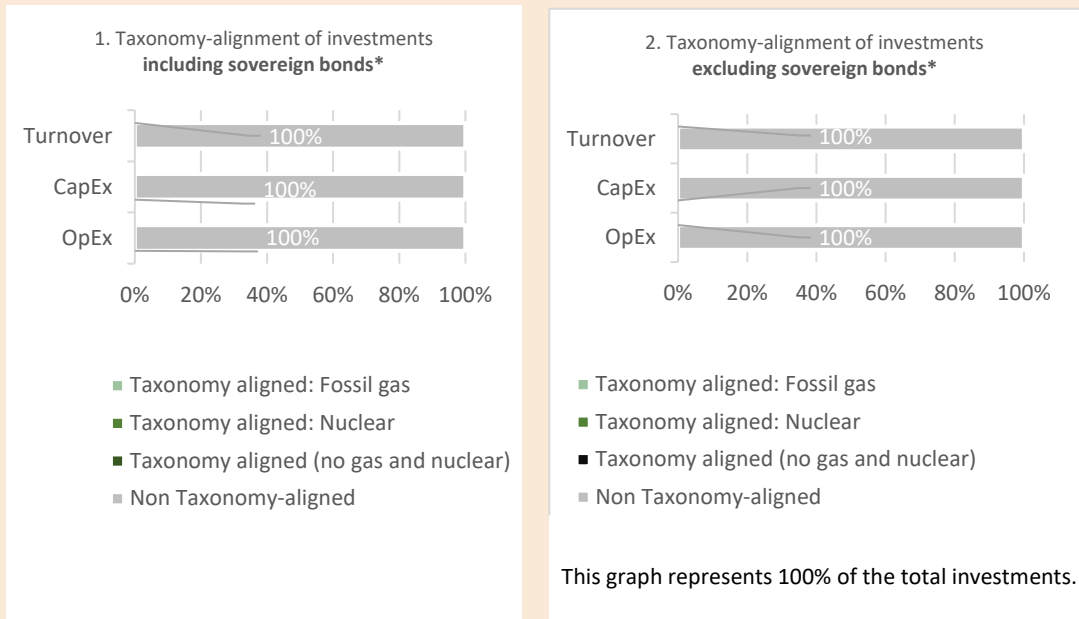 1. Taxonomy-alignment of investments
including sovereign bonds*
Turnover
100%
CapEx
100%
OpEx
100%
0% 20% 40% 60% 80% 100%
Taxonomy aligned: Fossil gas
Taxonomy aligned: Nuclear
Taxonomy aligned (no gas and nuclear)
Non Taxonomy-aligned
2. Taxonomy-alignment of investments
excluding sovereign bonds*
Turnover
100%
CapEx
100%
OpEx
100%
0% 20% 40% 60% 80% 100%
Taxonomy aligned: Fossil gas
Taxonomy aligned: Nuclear
Taxonomy aligned (no gas and nuclear)
Non Taxonomy-aligned
This graph represents 100% of the total investments.